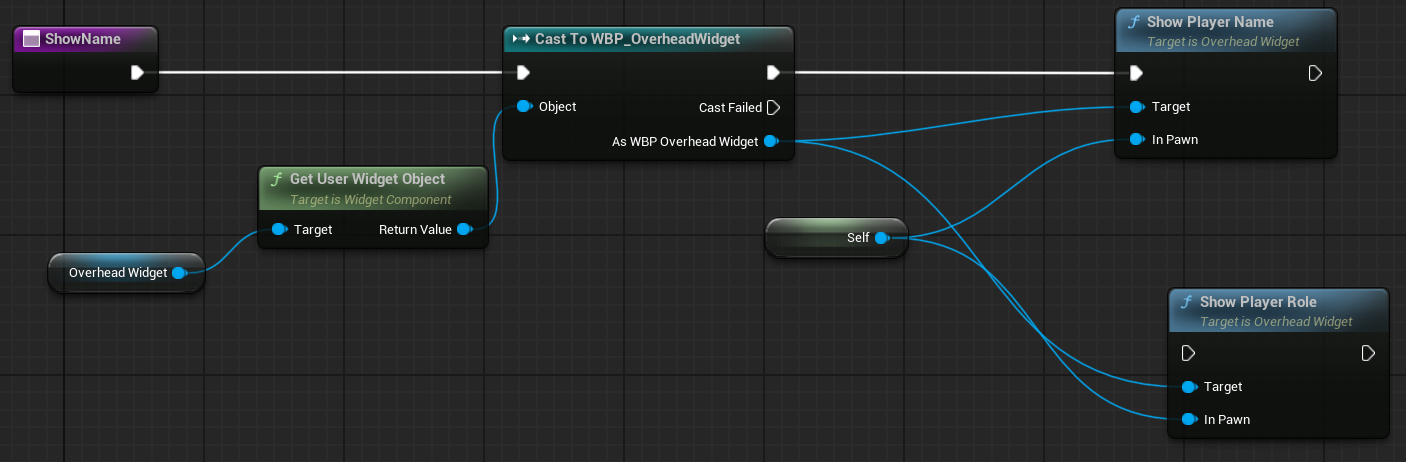 ShowName
Cast To WBP_OverheadWidget
Object
Cast Failed
As WBP Overhead Widget
Show Player Name
Target is Overhead Widget
Target
In Pawn
Get User Widget Object
Target is Widget Component
Target Return Value
Overhead Widget
Self
Show Player Role
Target is Overhead Widget
Target
In Pawn